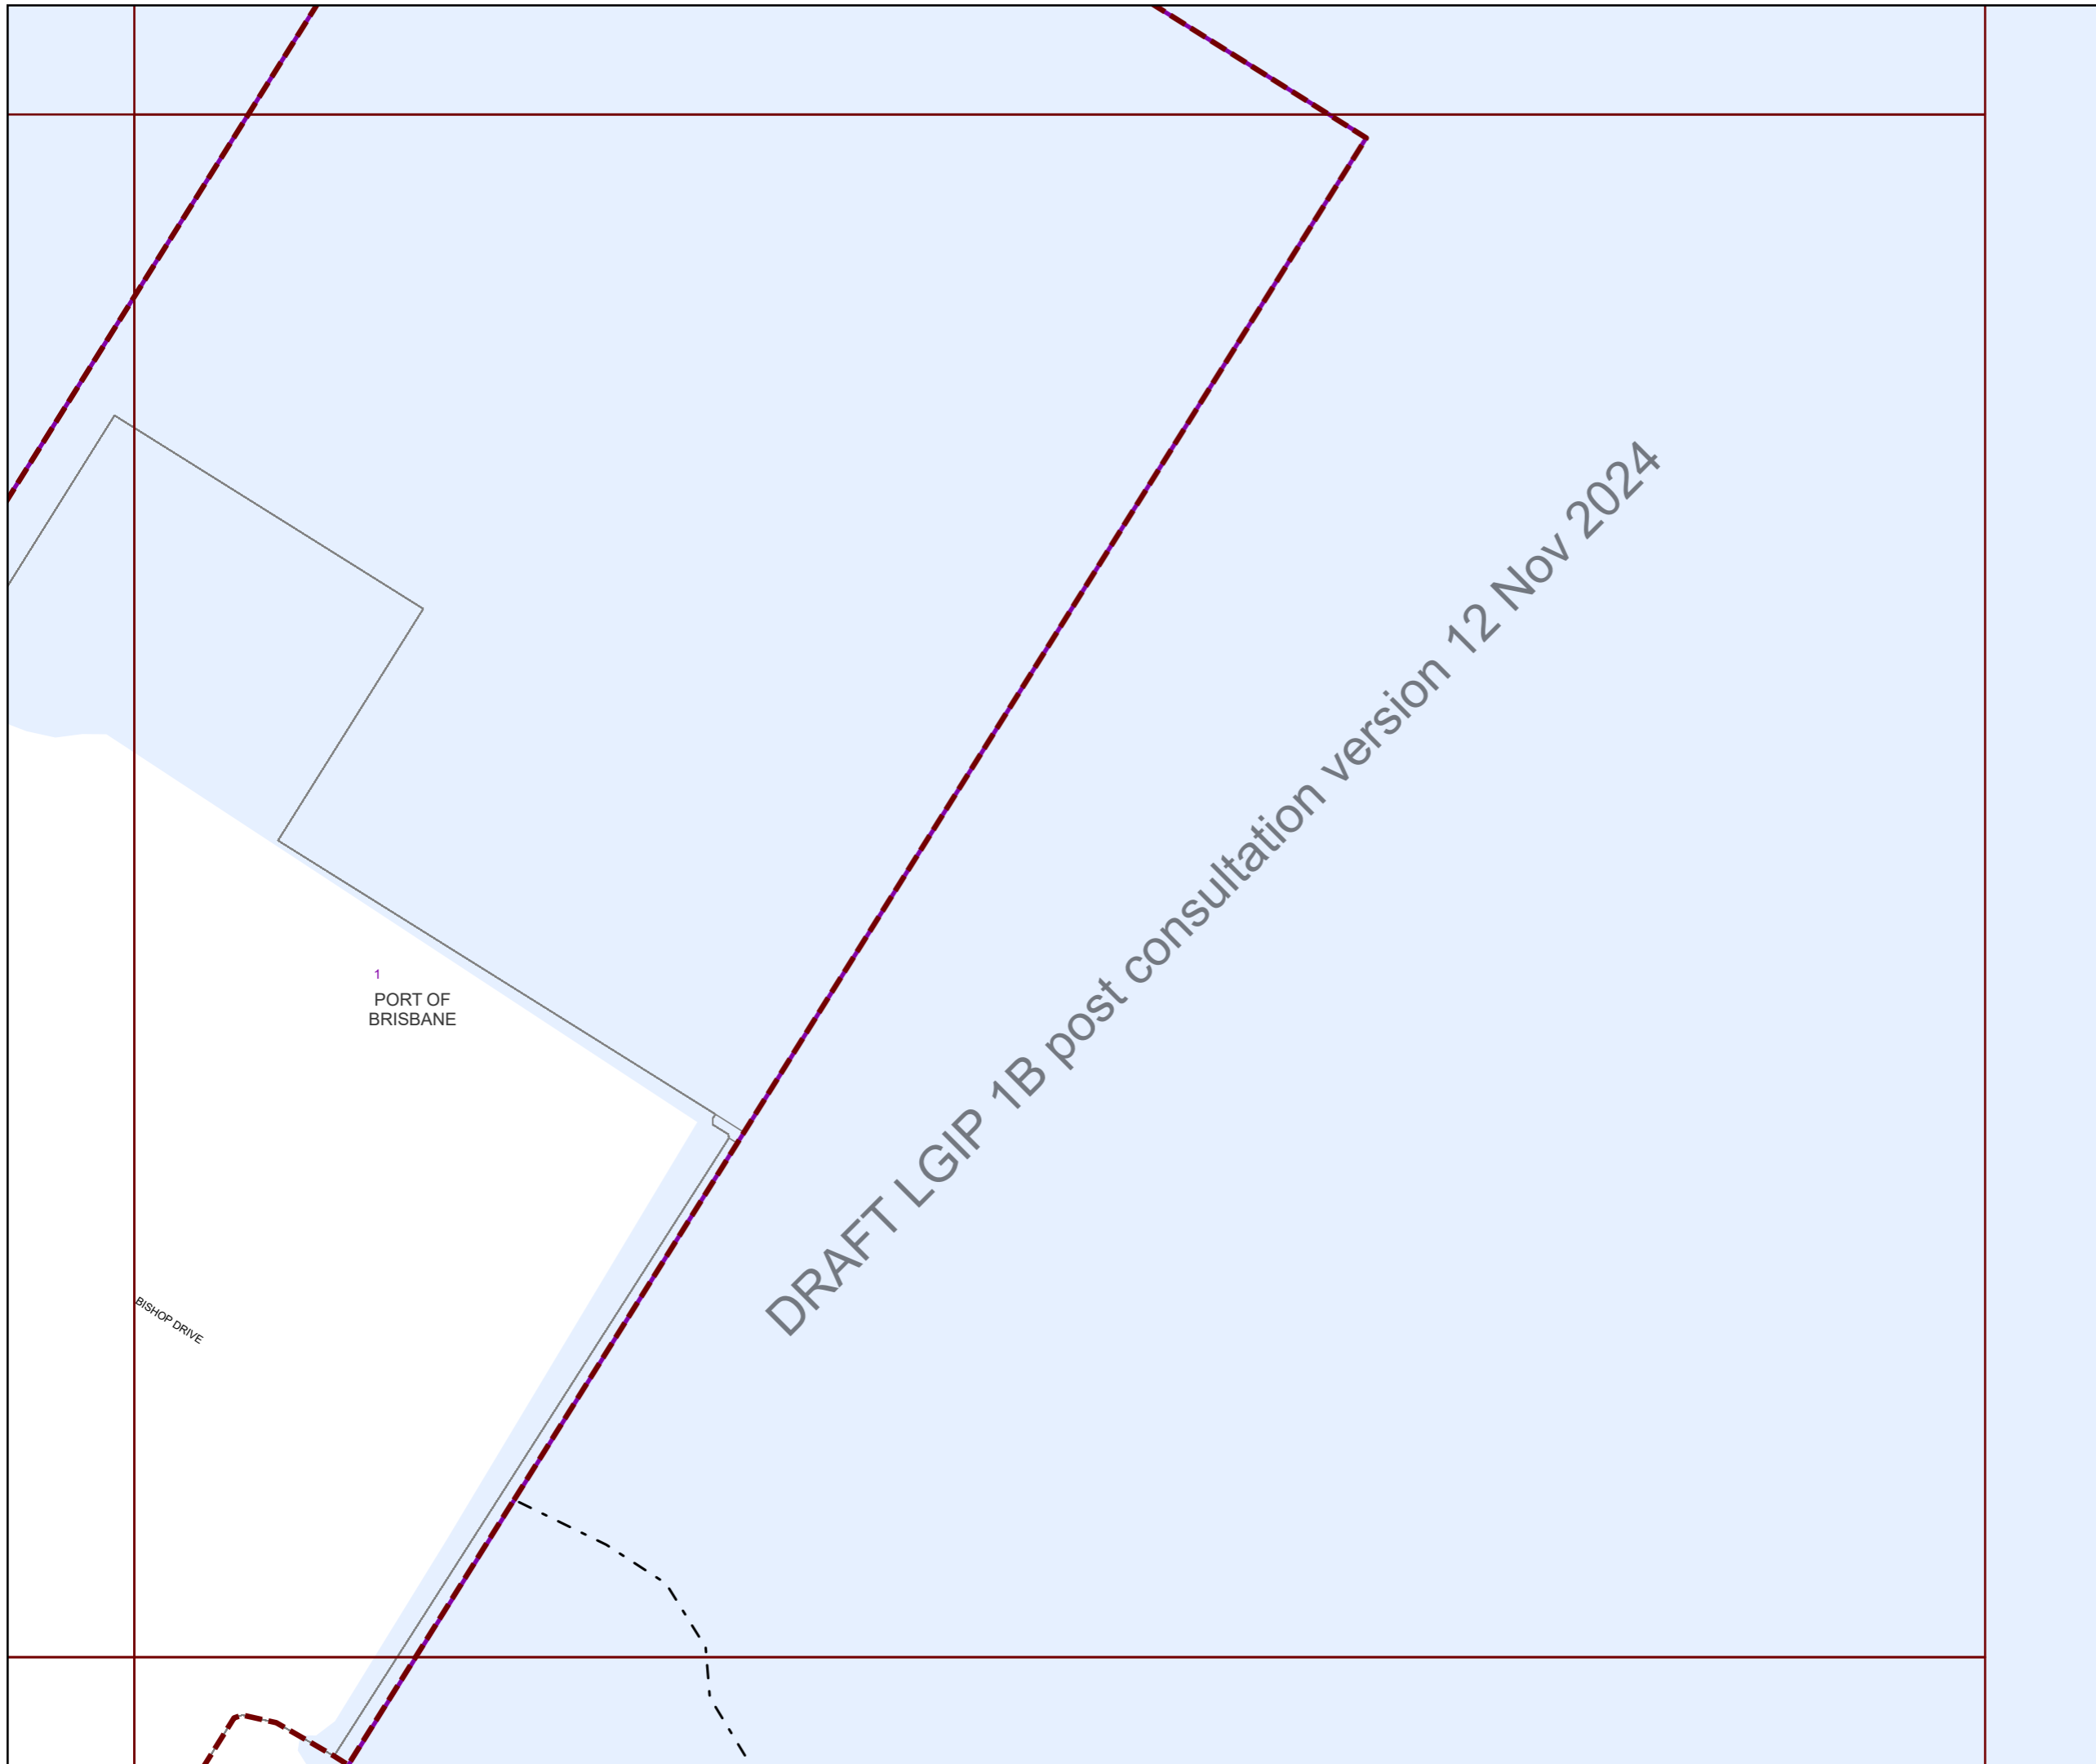 DRAFT LGIP 1B post consultation version 12 Nov 2024
1
PORT OF
BRISBANE
BISHOP DRIVE